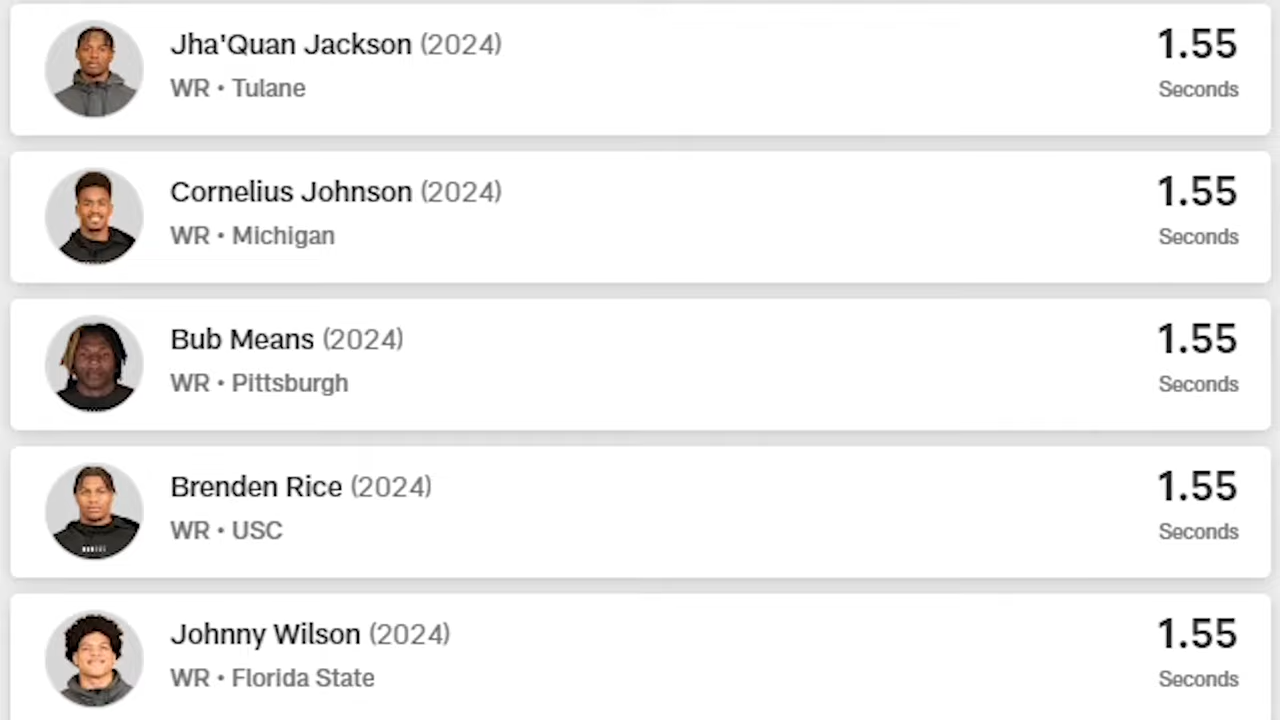 Jha'Quan Jackson (2024)
1.55
WR • Tulane
Seconds
Cornelius Johnson (2024)
1.55
WR • Michigan
Seconds
Bub Means (2024)
1.55
WR • Pittsburgh
Seconds
Brenden Rice (2024)
1.55
WR • USC
Seconds
Johnny Wilson (2024)
1.55
WR • Florida State
Seconds